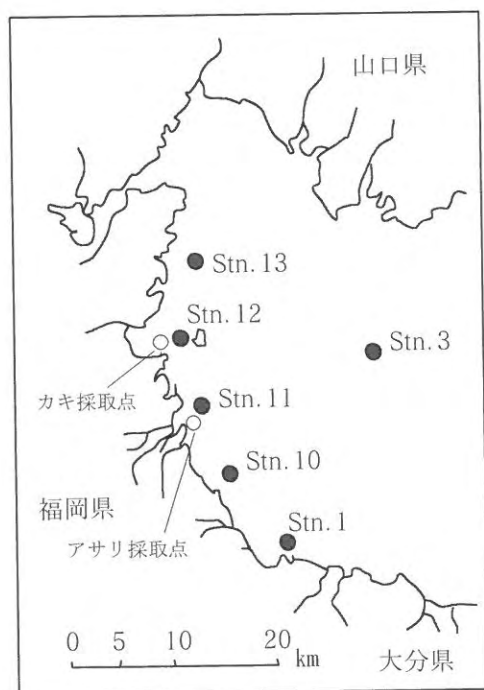 山口県
Stn. 13
Stn. 12
Stn. 3
カキ採取点
Stn. 11
Stn. 10
福岡県
アサリ採取点
Stn. 1
0 5 10 20
km
大分県